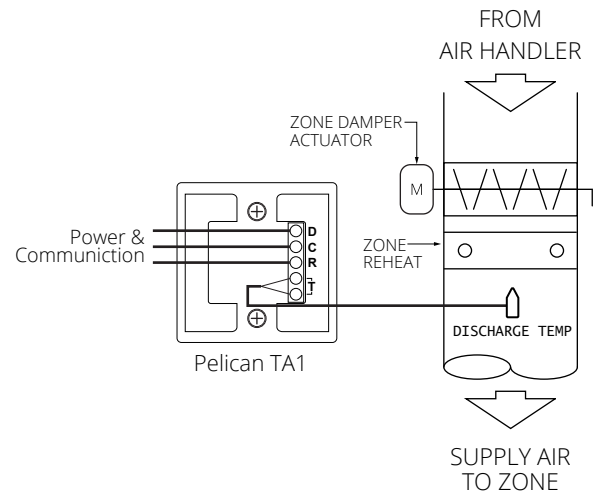 FROM
AIR HANDLER
ZONE DAMPER
ACTUATOR
M
Power &
Communiction
D
C
R
T
ZONE
REHEAT
DISCHARGE TEMP
Pelican TA1
SUPPLY AIR
TO ZONE